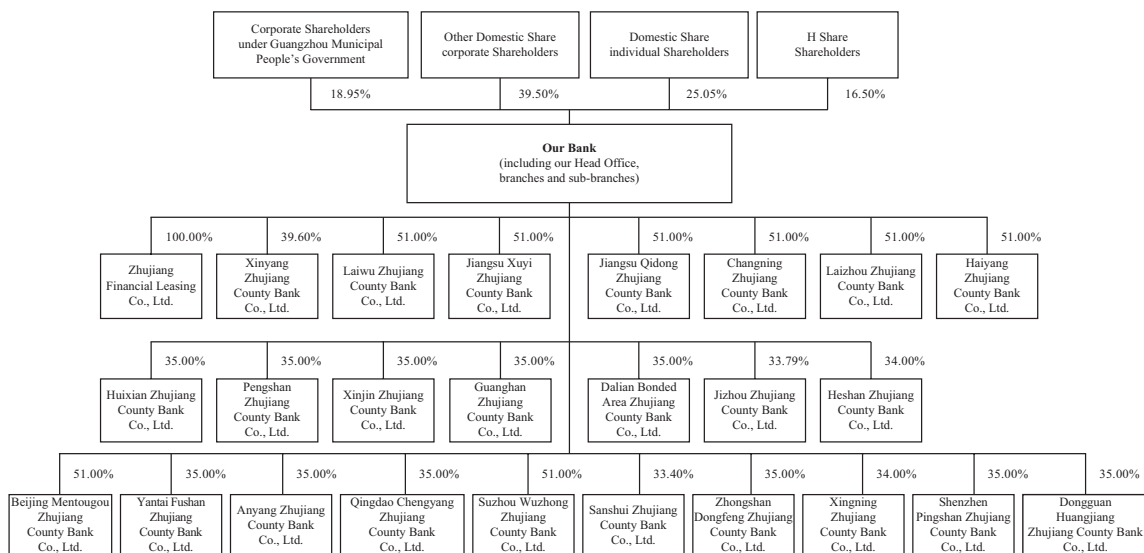 Corporate Shareholders
under Guangzhou Municipal
People's Government
Other Domestic Share
corporate Shareholders
Domestic Share
individual Shareholders
H Share
Shareholders
18.95%
39.50%
25.05%
16.50%
Our Bank
(including our Head Office,
branches and sub-branches)
100.00%
39.60%
51.00%
51.00%
51.00%
51.00%
51.00%
51.00%
Zhujiang
Financial Leasing
Co., Ltd.
Xinyang
Zhujiang
County Bank
Co., Ltd.
Laiwu Zhujiang
County Bank
Co., Ltd.
Jiangsu Xuyi
Zhujiang
County Bank
Co., Ltd.
Jiangsu Qidong
Zhujiang
County Bank
Co., Ltd.
Changning
Zhujiang
County Bank
Co., Ltd.
Laizhou Zhujiang
County Bank
Co., Ltd.
Haiyang
Zhujiang
County Bank
Co., Ltd.
35.00%
35.00%
35.00%
35.00%
35.00%
33.79%
34.00%
Huixian Zhujiang
County Bank
Co., Ltd.
Pengshan
Zhujiang
County Bank
Co., Ltd.
Xinjin Zhujiang
County Bank
Co., Ltd.
Guanghan
Zhujiang
County Bank
Co., Ltd.
Dalian Bonded
Area Zhujiang
County Bank
Co., Ltd.
Jizhou Zhujiang
County Bank
Co., Ltd.
Heshan Zhujiang
County Bank
Co., Ltd.
51.00%
35.00%
35.00%
35.00%
51.00%
33.40%
35.00%
34.00%
35.00%
35.00%
Beijing Mentougou
Zhujiang
County Bank
Co., Ltd.
Yantai Fushan
Zhujiang
County Bank
Co., Ltd.
Anyang Zhujiang
County Bank
Co., Ltd.
Qingdao Chengyang
Zhujiang
County Bank
Co., Ltd.
Suzhou Wuzhong
Zhujiang
County Bank
Co., Ltd.
Sanshui Zhujiang
County Bank
Co., Ltd.
Zhongshan
Dongfeng Zhujiang
County Bank
Co., Ltd.
Xingning
Zhujiang
County Bank
Co., Ltd.
Shenzhen
Pingshan Zhujiang
County Bank
Co., Ltd.
Dongguan
Huangjiang
Zhujiang County Bank
Co., Ltd.